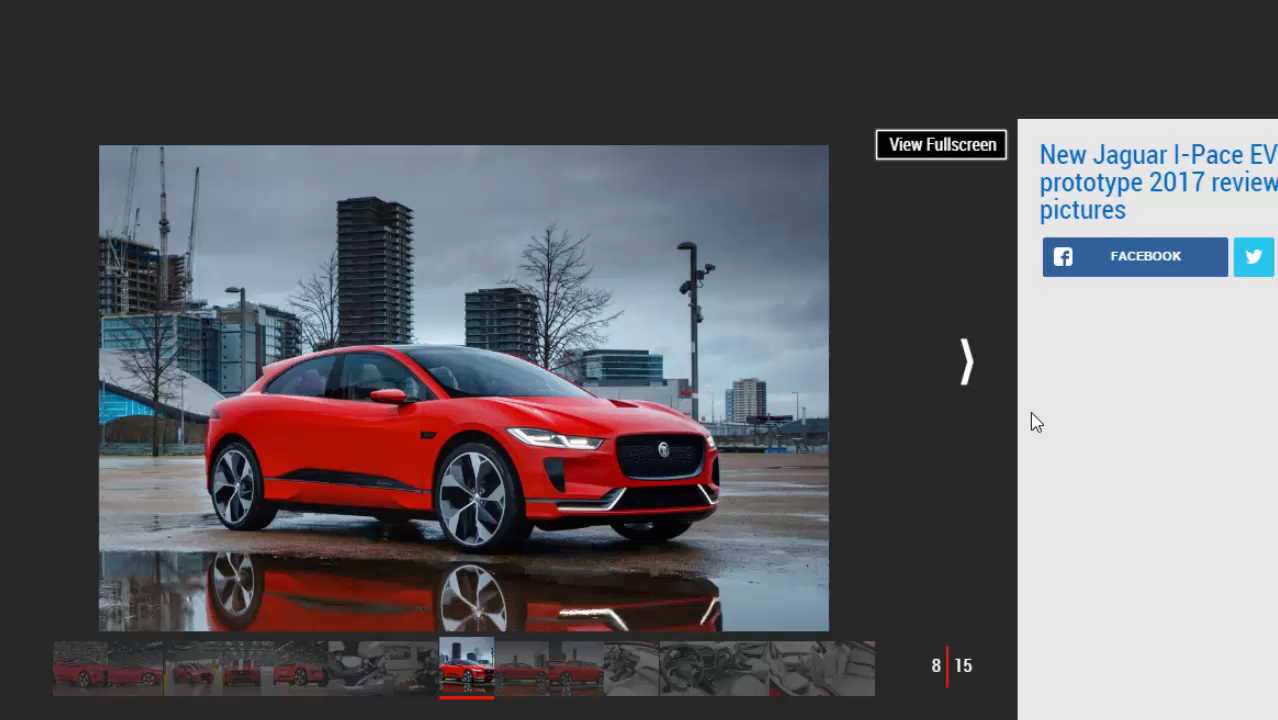 View Fullscreen
New Jaguar I-Pace EV
prototype 2017 review
pictures
FACEBOOK
8 15